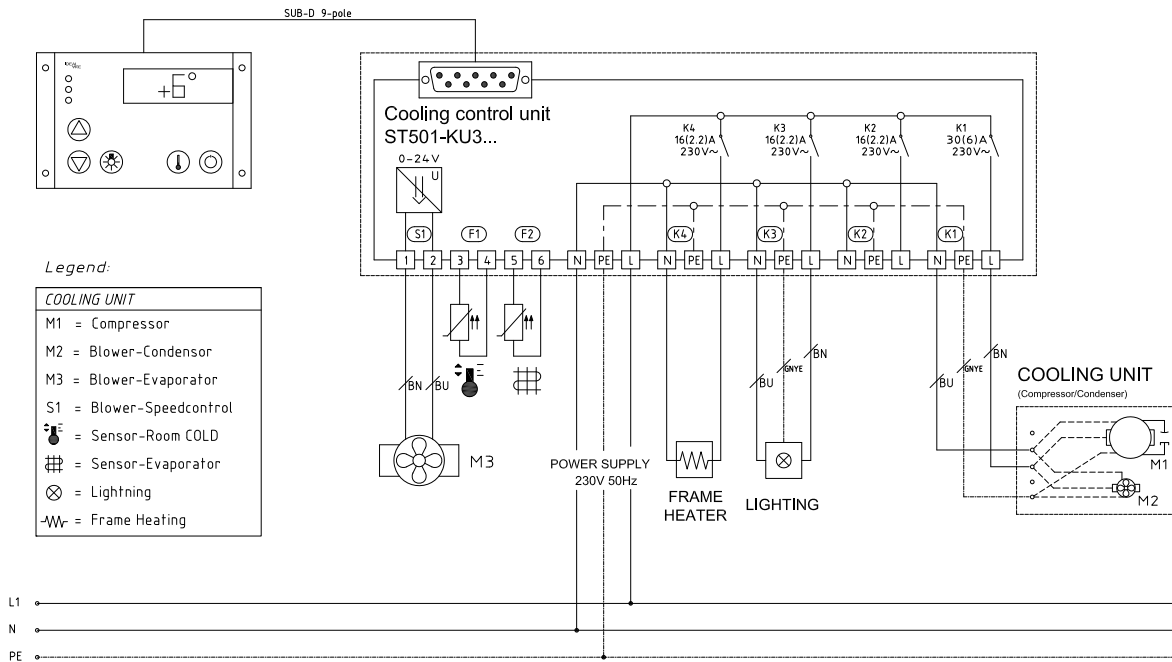 SUB-D 9-pole
+6°
Cooling control unit
ST501-KU3...
0-24V
U
K4
16(2.2)A
230V~
K3
16(2.2)A
230V~
K2
16(2.2)A
230V~
K1
30(6)A
230V~
S1 F1 F2 K4 K3 K2 K1
1 2 3 4 5 6 N PE L N PE L N PE L N PE L N PE L
Legend:
COOLING UNIT
M1 = Compressor
M2 = Blower-Condensor
M3 = Blower-Evaporator
S1 = Blower-Speedcontrol
= Sensor-Room COLD
= Sensor-Evaporator
= Lightning
= Frame Heating
BN BU
M3
POWER SUPPLY
230V 50Hz
FRAME
HEATER
BU GNYE BN
LIGHTING
BU GNYE BN
COOLING UNIT
(Compressor/Condenser)
M1
M2
L1
N
PE